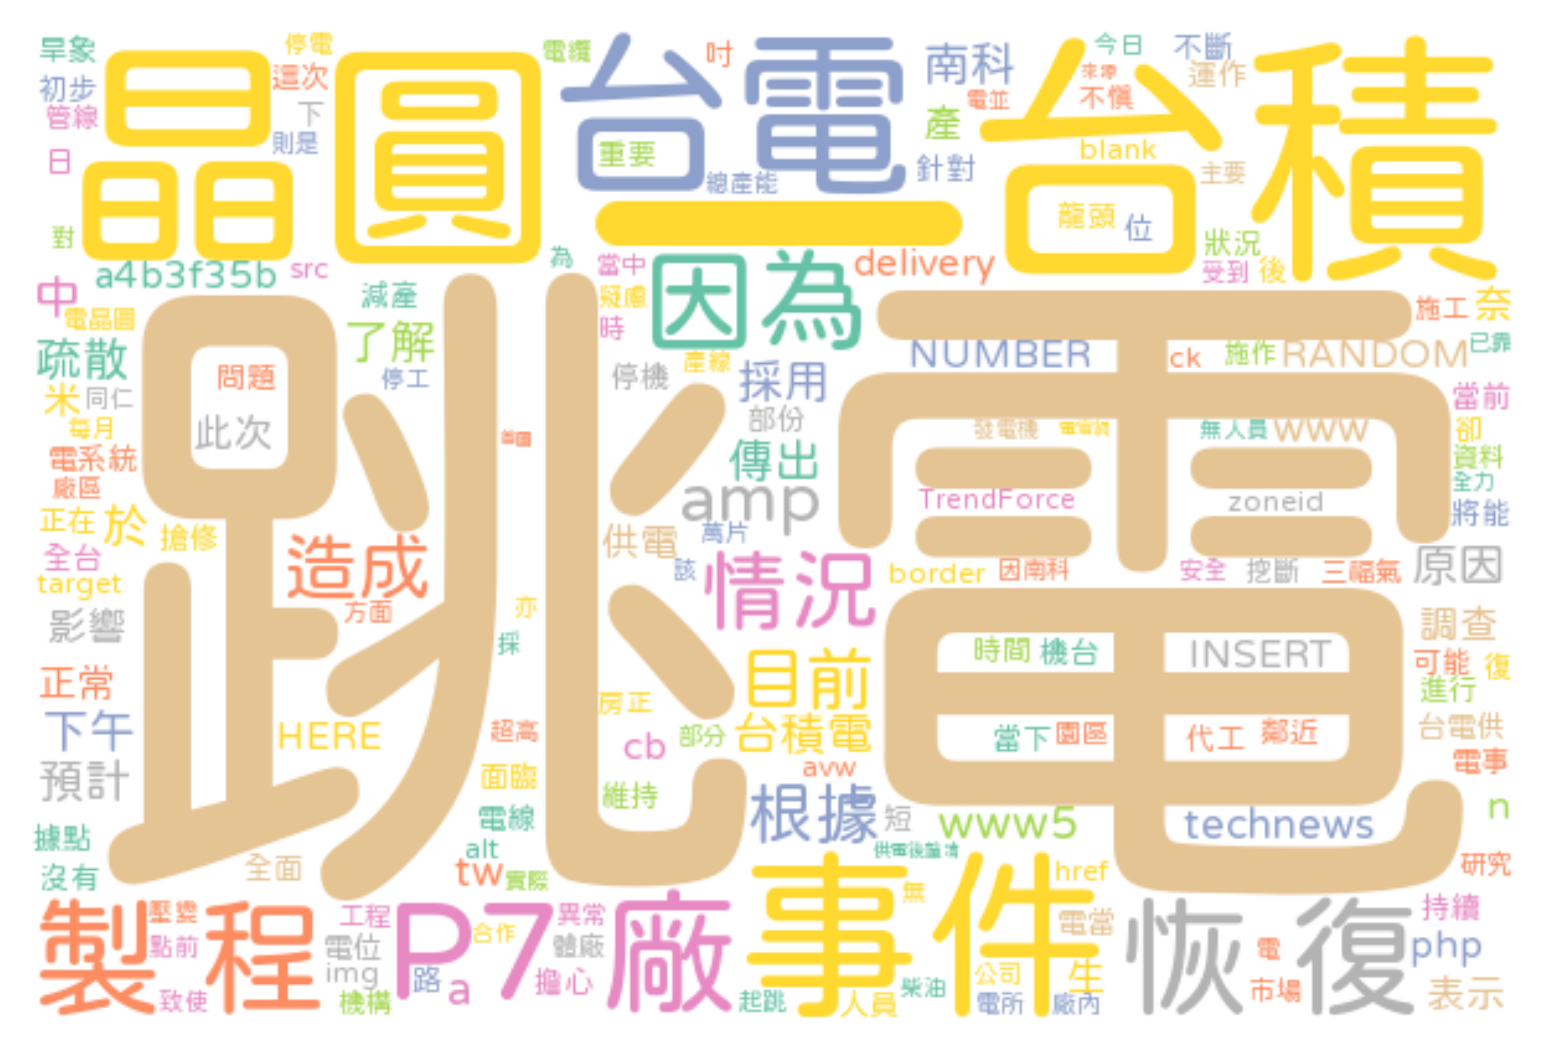 旱象
停電
電纜
台電
吋
南科
今日
不斷
台積
晶圓
初步
這次
運作
管線
下
產
電並
不慎
則是
重要
blank
日
總產能
針對
主要
一
龍頭
位
對
狀況
a4b3f35b
src
為
當中
因為
delivery
受到
後
中
減產
疑慮
施工
奈
電晶圓
時
跳電
疏散
了解
產線
NUMBER
ck
施作
RANDOM
已靠
問題
停工
停機
採用
米
同仁
當前
此次
部份
每月
發電機
無人員
www
卻
電系統
傳出
資料
廠區
amp
TrendForce
zoneid
全力
正在
於
搶修
供電
萬片
將能
全台
造成
該
情況
border
因南科
安全
挖斷
三福氣
原因
target
方面
亦
影響
採
時間
機台
INSERT
調查
正常
目前
可能
復
房正
進行
下午
HERE
超高
cb
部分
台積電
當下
園區
代工
鄰近
台電供
預計
面臨
avw
電事
維持
根據
短
電線
www5
technews
n
據點
alt
供電後釐清
沒有
全面
tw
實際
href
研究
製程
壓變
工程
P7
廠
合作
異常
事件
無
電當
恢復
持續
點前
電位
體廠
電
php
img
路
a
擔心
公司
生
柴油
市場
表示
致使
機構
起跳
人員
電所
廠內